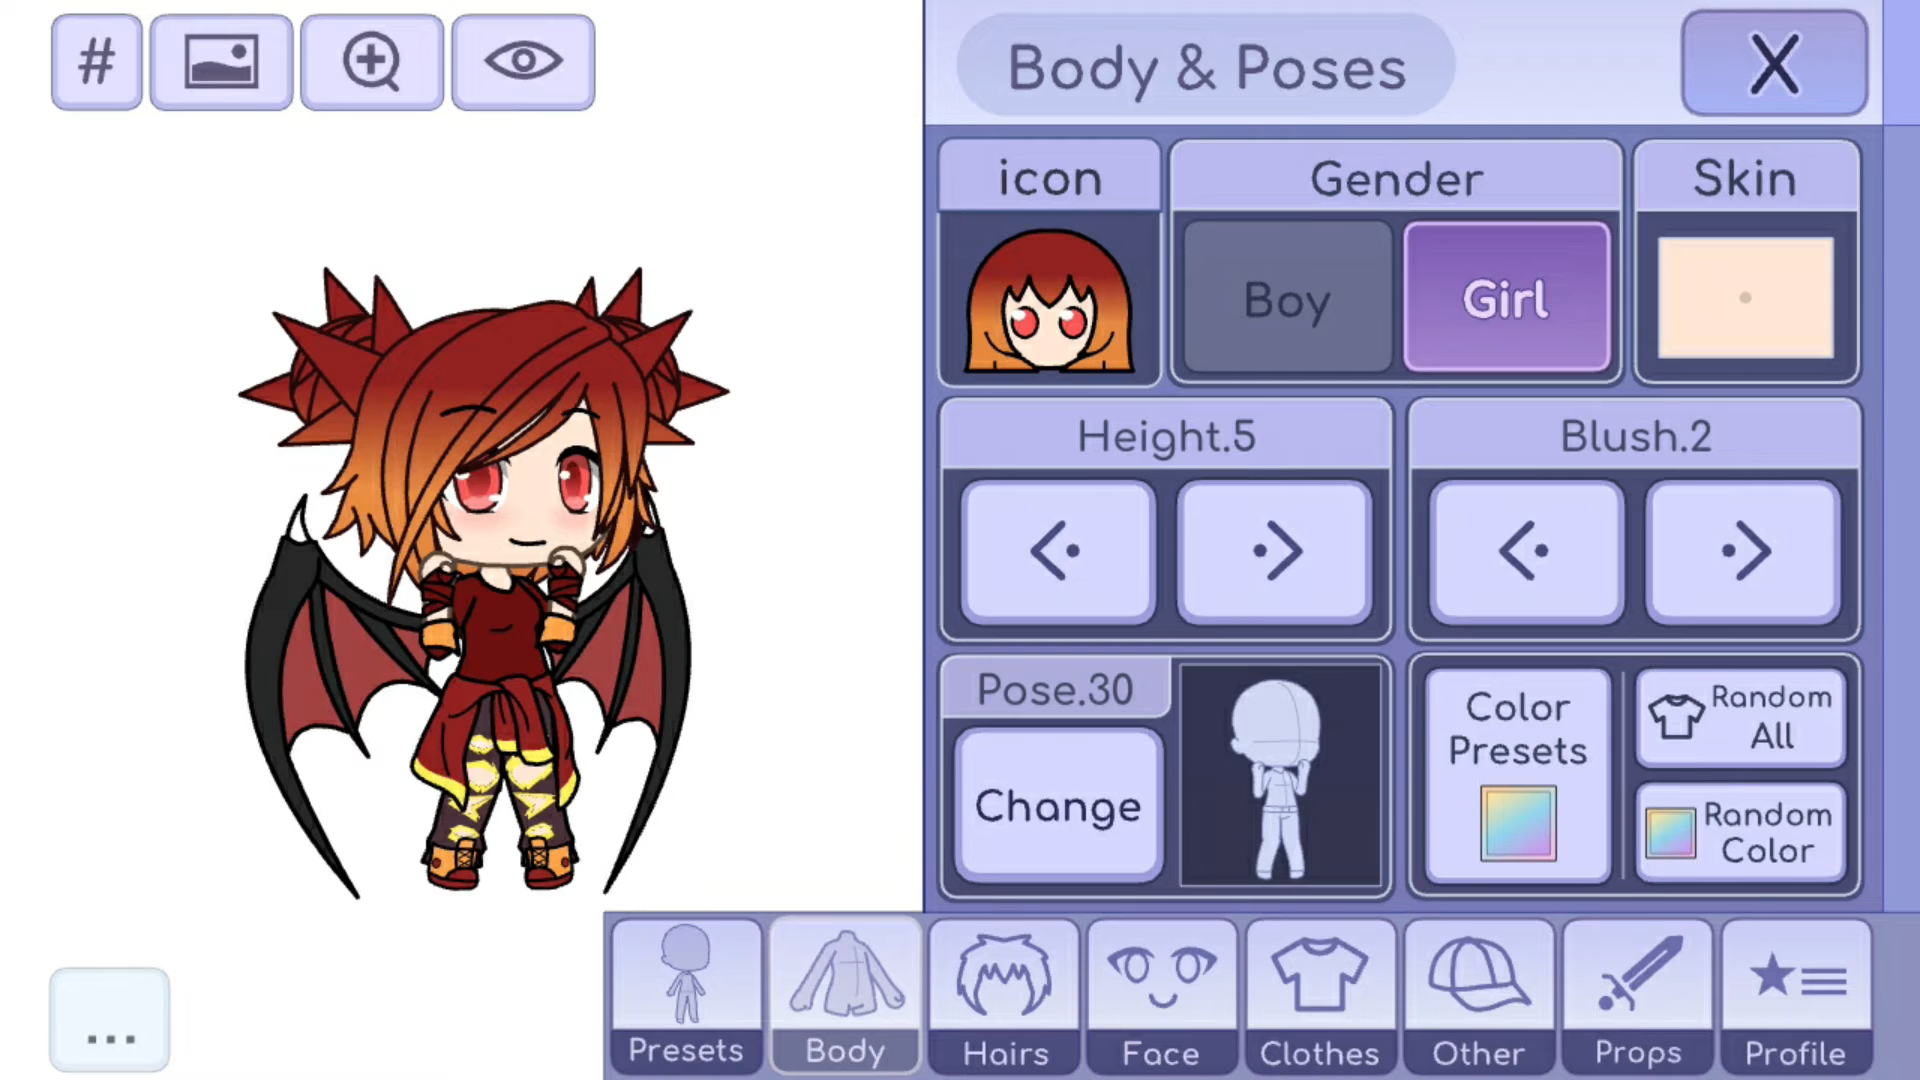 #
Body & Poses
X
icon
Gender
Skin
Boy
Girl
Height.5
Blush.2
Pose.30
Change
Color
Presets
Random
All
Random
Color
...
Presets
Body
Hairs
Face
Clothes
Other
Props
Profile